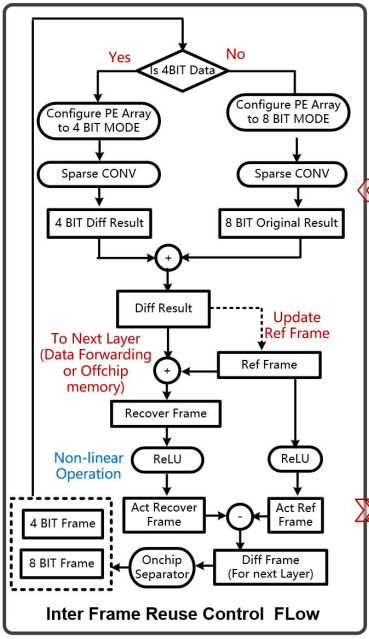 Is 4BIT Data
Yes
No
Configure PE Array
to 4 BIT MODE
Configure PE Array
to 8 BIT MODE
Sparse CONV
Sparse CONV
4 BIT Diff Result
8 BIT Original Result
+
Diff Result
Update
Ref Frame
To Next Layer
(Data Forwarding
or Offchip
memory)
+
Ref Frame
Recover Frame
Non-linear
Operation
ReLU
ReLU
Act Recover
Frame
-
Act Ref
Frame
4 BIT Frame
8 BIT Frame
Onchip
Separator
Diff Frame
(For next Layer)
Inter Frame Reuse Control FLow